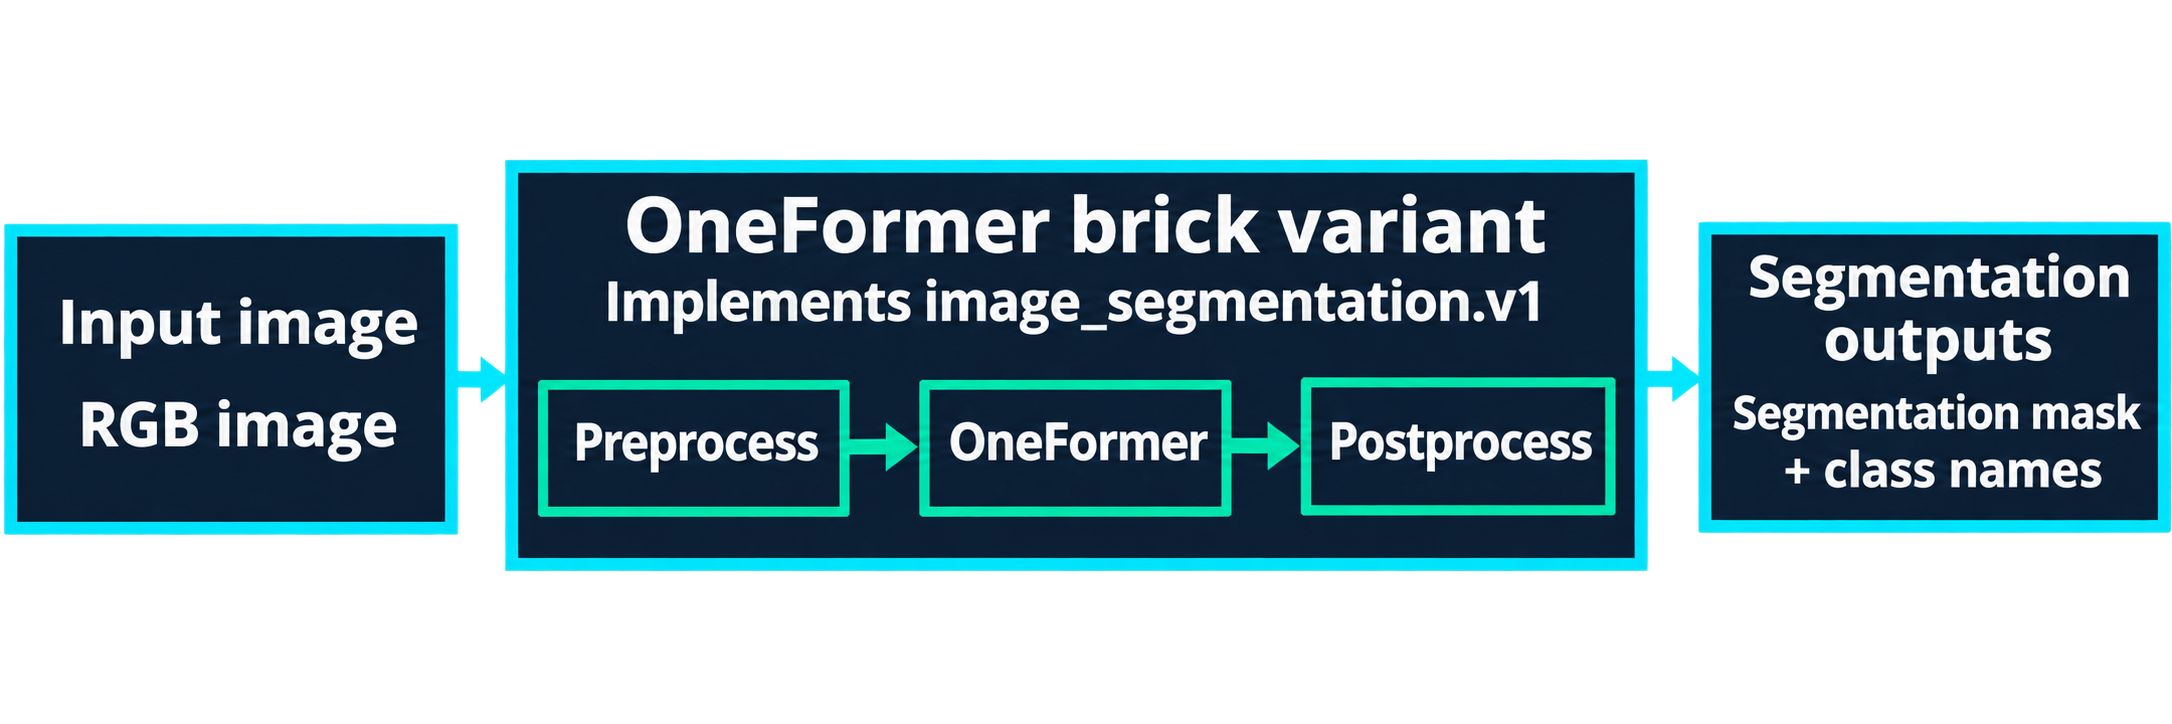 Input image
RGB image
OneFormer brick variant
Implements image_segmentation.v1
Preprocess
OneFormer
Postprocess
Segmentation
outputs
Segmentation mask
+ class names